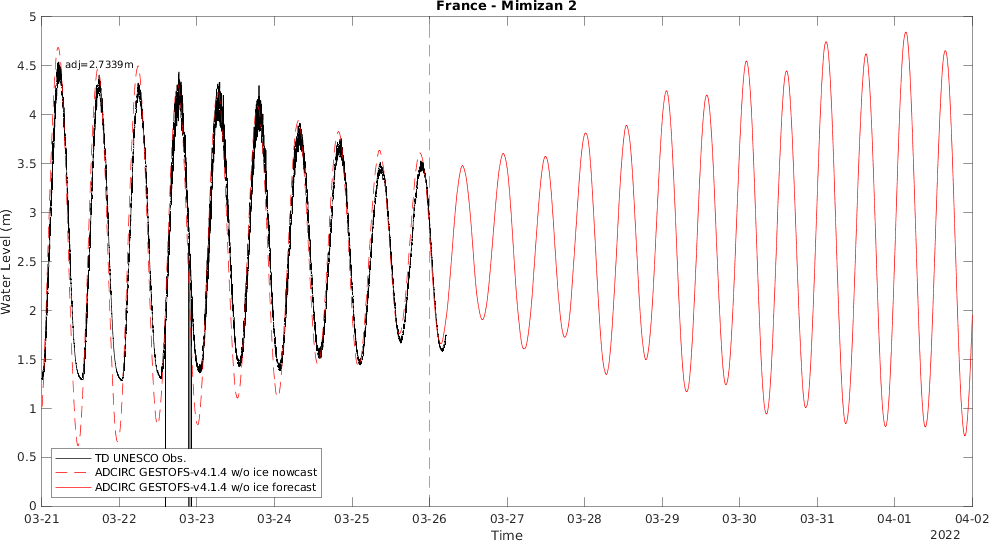 France - Mimizan 2
adj=2.7339m
Water Level (m)
5
4.5
4
3.5
3
2.5
2
1.5
1
0.5
0
TD UNESCO Obs.
ADCIRC GESTOFS-v4.1.4 w/o ice nowcast
ADCIRC GESTOFS-v4.1.4 w/o ice forecast
03-21 03-22 03-23 03-24 03-25 03-26 03-27 03-28 03-29 03-30 03-31 04-01 04-02
Time
2022